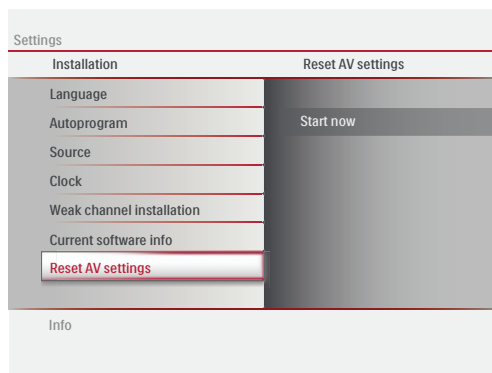 Settings
Installation
Reset AV settings
Language
Autoprogram
Start now
Source
Clock
Weak channel installation
Current software info
Reset AV settings
Info